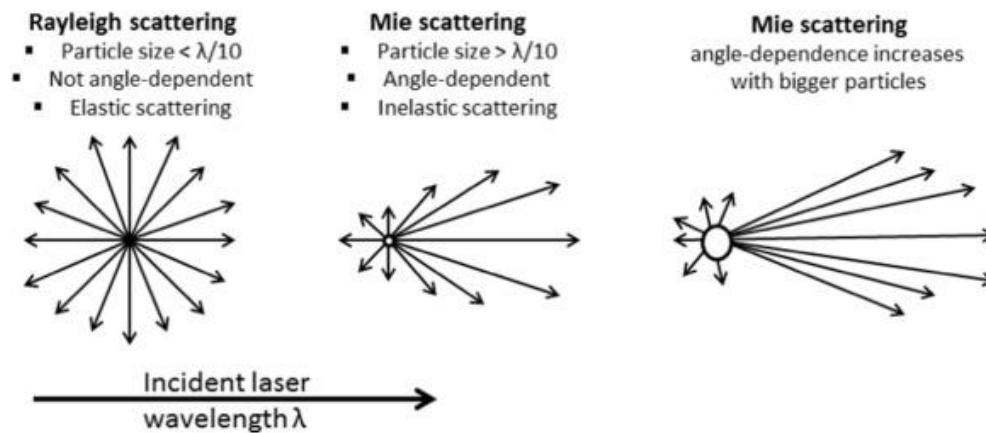 Rayleigh scattering
▪ Particle size < λ/10
▪ Not angle-dependent
▪ Elastic scattering
Mie scattering
▪ Particle size > λ/10
▪ Angle-dependent
▪ Inelastic scattering
Mie scattering
angle-dependence increases
with bigger particles
Incident laser
wavelength λ